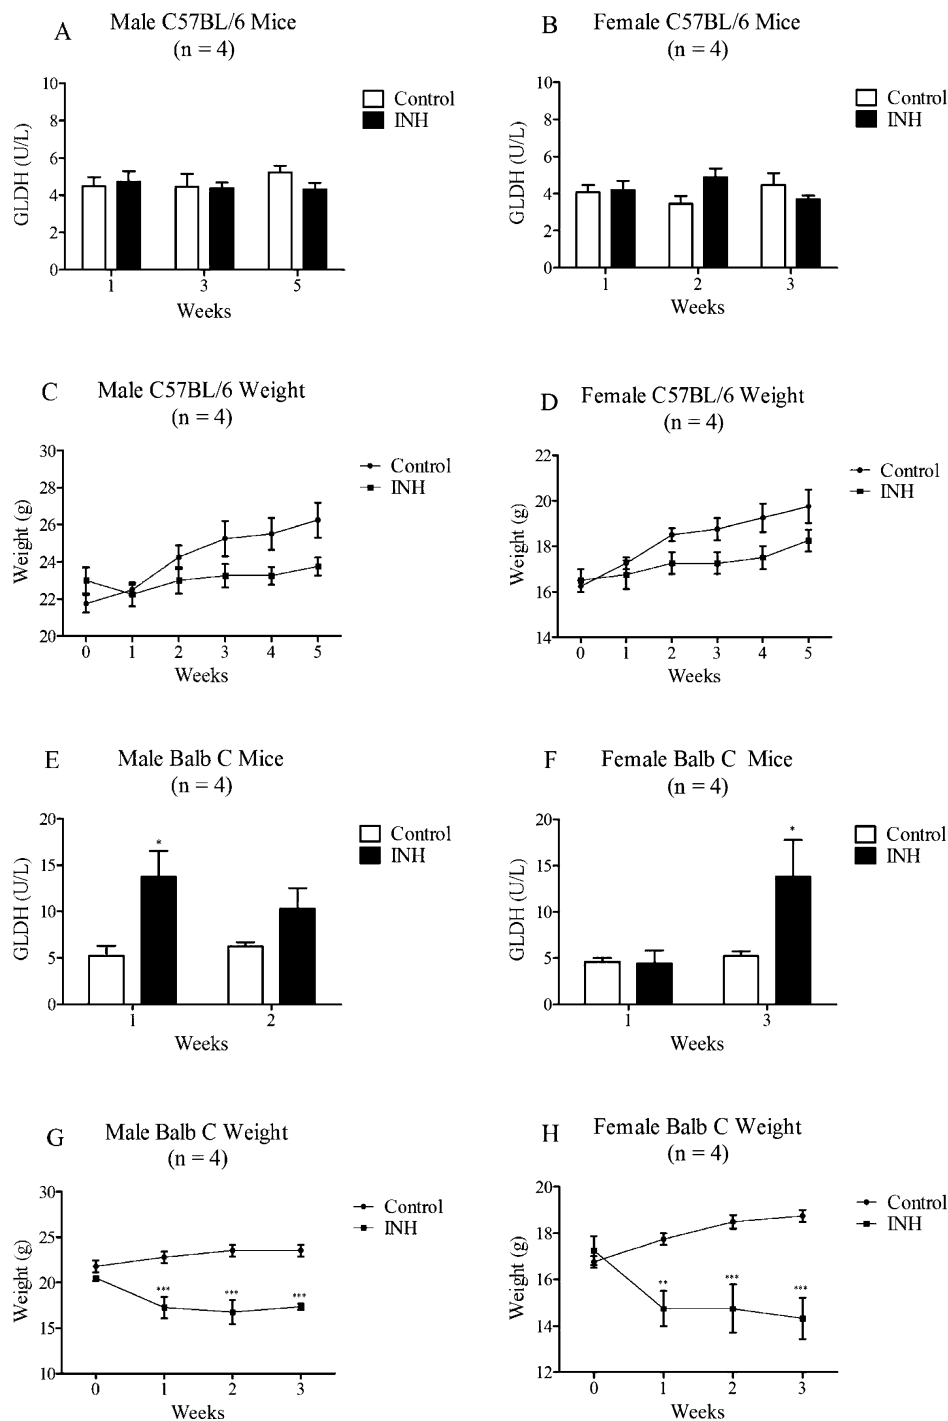 A
Male C57BL/6 Mice
(n = 4)
10
8
6
4
2
0
GLDH (U/L)
1
3
5
Weeks
Control
INH
B
Female C57BL/6 Mice
(n = 4)
10
8
6
4
2
0
GLDH (U/L)
1
2
3
Weeks
Control
INH
C
Male C57BL/6 Weight
(n = 4)
30
28
26
24
22
20
Weight (g)
0
1
2
3
4
5
Weeks
Control
INH
D
Female C57BL/6 Weight
(n = 4)
22
20
18
16
14
Weight (g)
0
1
2
3
4
5
Weeks
Control
INH
E
Male Balb C Mice
(n = 4)
20
15
10
5
0
GLDH (U/L)
*
1
2
Weeks
Control
INH
F
Female Balb C Mice
(n = 4)
20
15
10
5
0
GLDH (U/L)
*
1
3
Weeks
Control
INH
G
Male Balb C Weight
(n = 4)
30
25
20
15
10
Weight (g)
*** *** ***
0
1
2
3
Weeks
Control
INH
H
Female Balb C Weight
(n = 4)
20
18
16
14
12
Weight (g)
** *** ***
0
1
2
3
Weeks
Control
INH